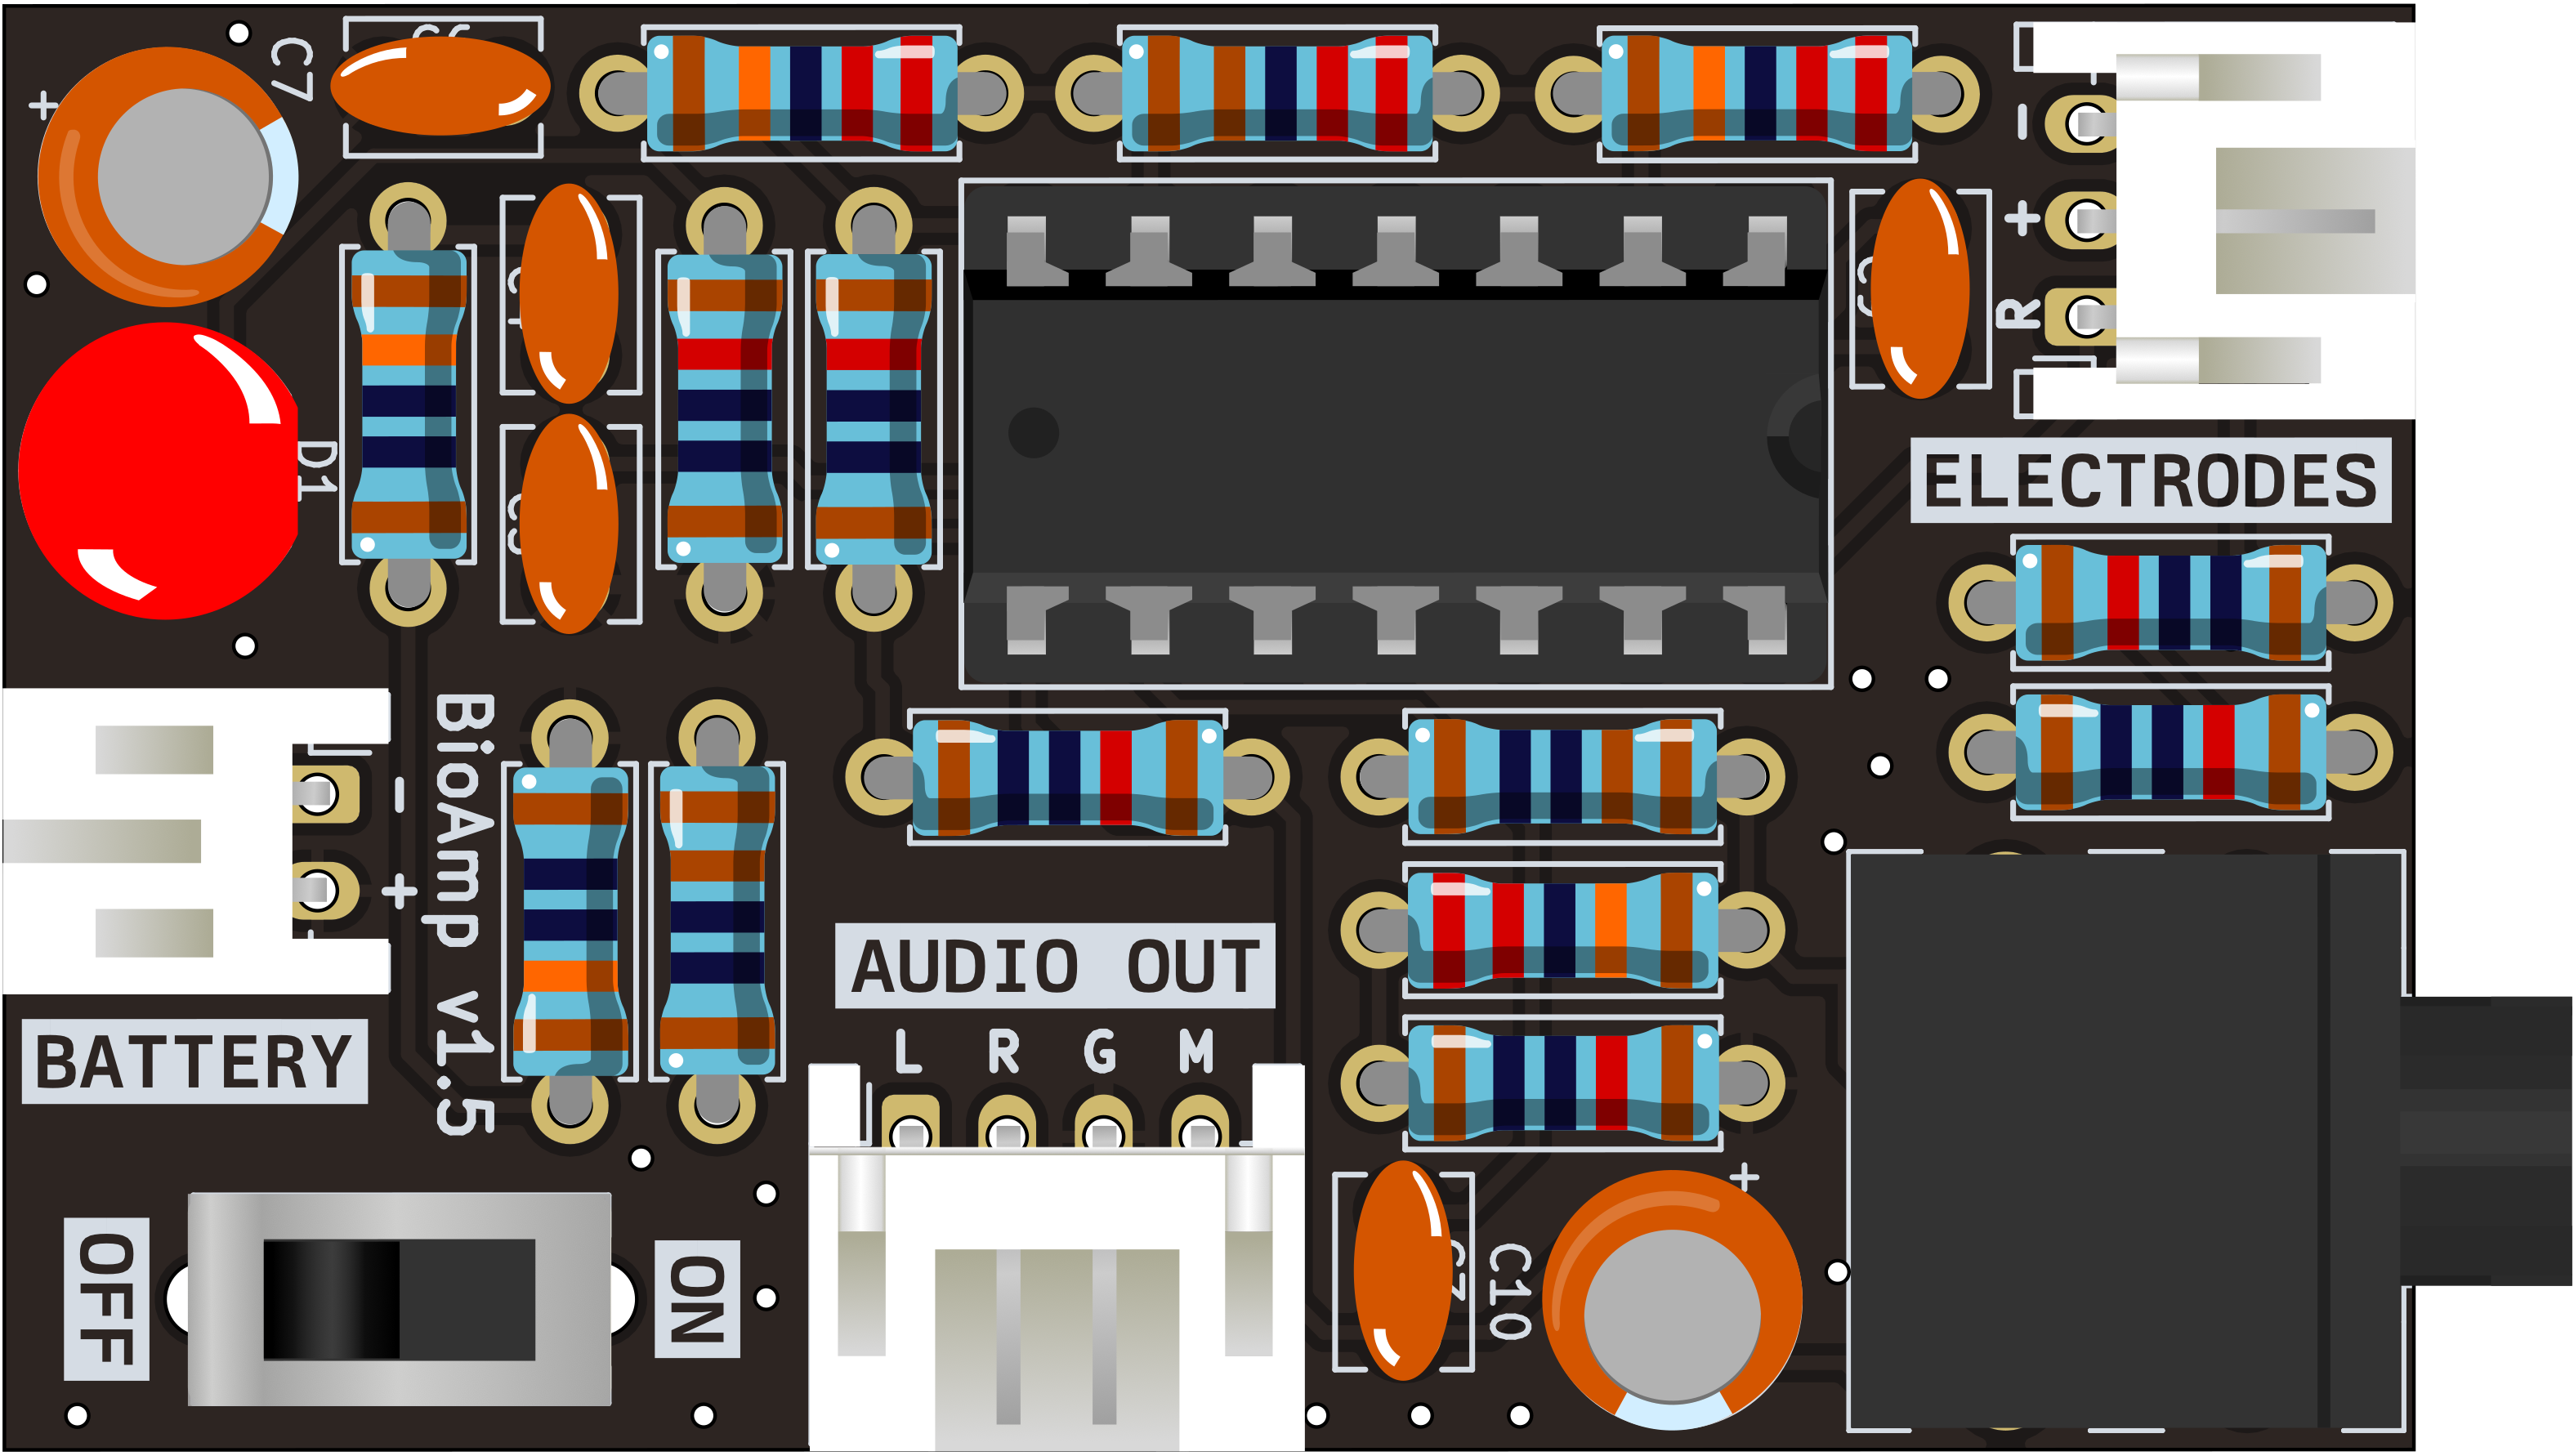 C7
+
-
+
R
D1
ELECTRODES
BioAmp v1.5
-
+
BATTERY
AUDIO OUT
L R G M
+
OFF
ON
C10